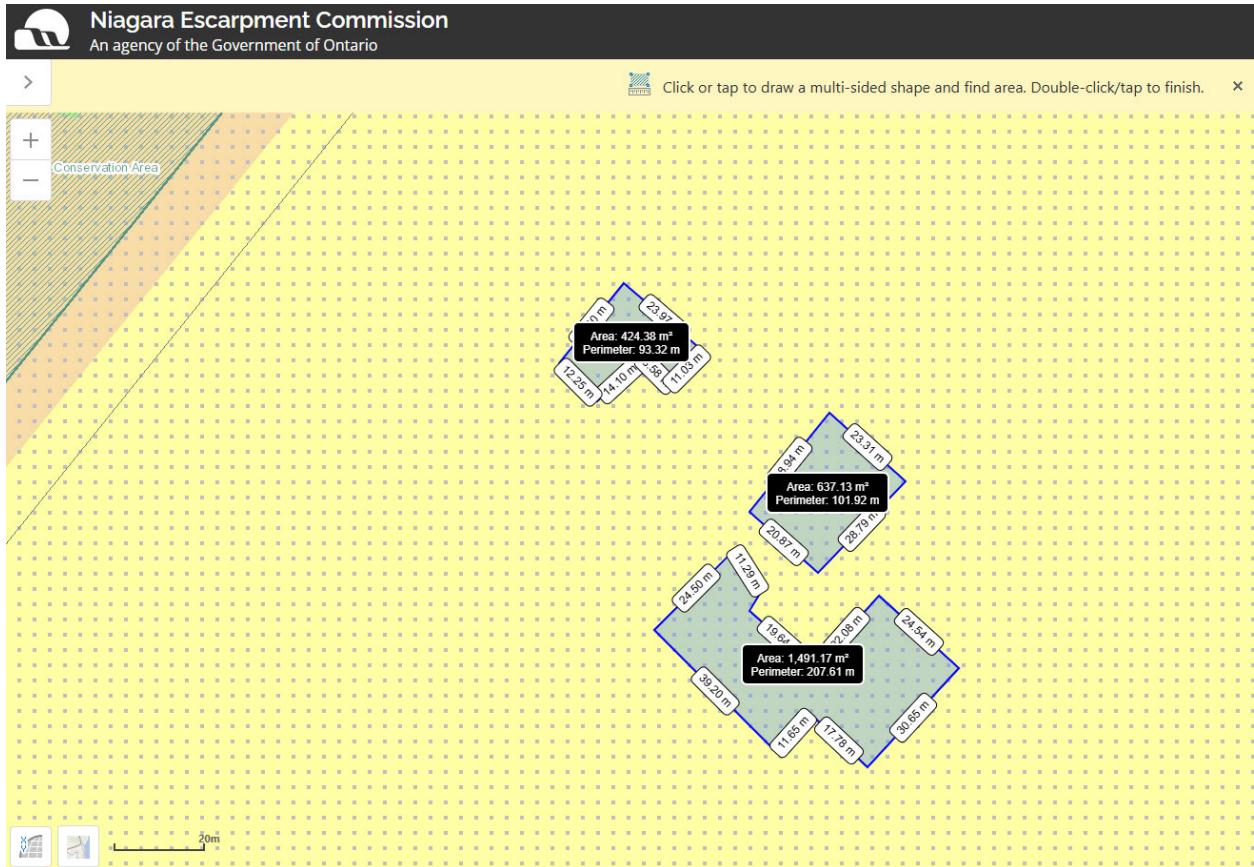 Niagara Escarpment Commission
An agency of the Government of Ontario
Click or tap to draw a multi-sided shape and find area. Double-click/tap to finish.
Conservation Area
23.97
Area: 424.38 m²
Perimeter: 93.32 m
12.25 m
14.10 m
11.03 m
23.31 m
Area: 637.13 m²
Perimeter: 101.92 m
20.87 m
28.79 m
24.50 m
11.29 m
19.64
24.54 m
Area: 1,491.17 m²
Perimeter: 207.61 m
39.20 m
11.65 m
17.78 m
30.65 m
20m